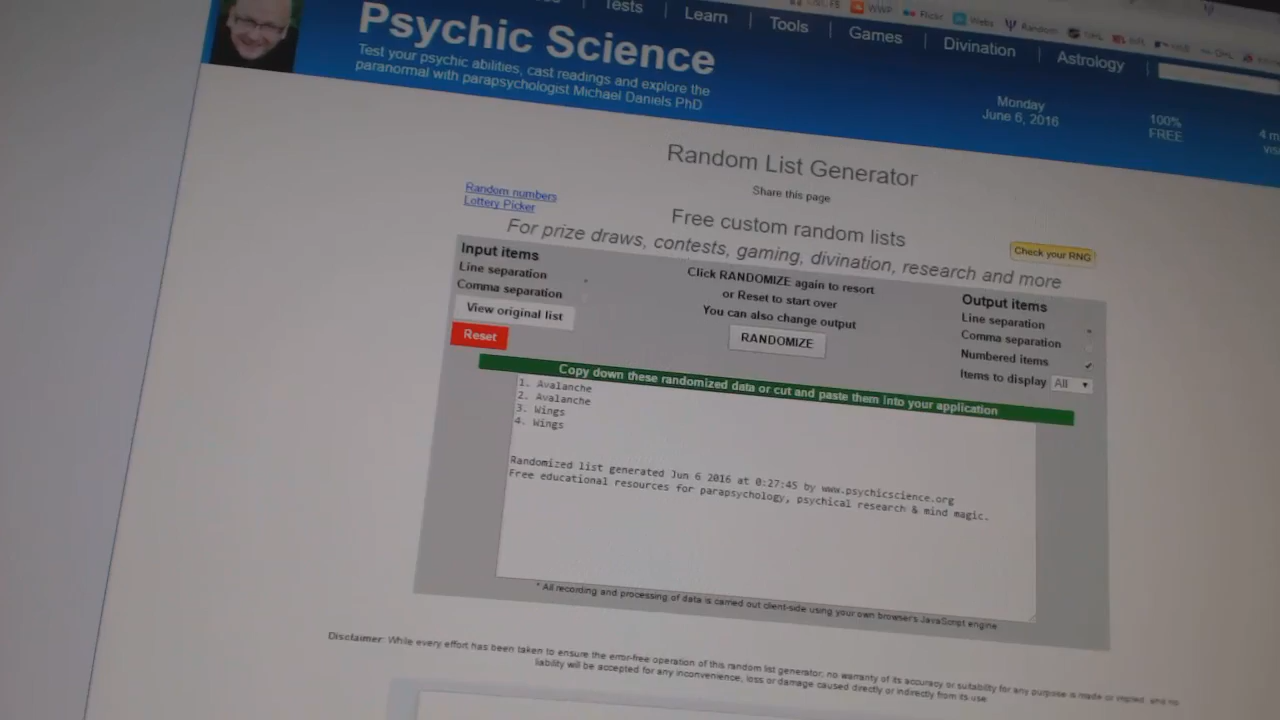 Tests
Learn
Tools
Games
Divination
Astrology
WWP
Flickr
Webs
Random
Psychic Science
Test your psychic abilities, cast readings and explore the
paranormal with parapsychologist Michael Daniels PhD
Monday
June 6, 2016
100%
FREE
Random List Generator
Share this page
Random numbers
Lottery Picker
Free custom random lists
For prize draws, contests, gaming, divination, research and more
Check your RNG
Input items
Line separation
Comma separation
View original list
Reset
Click RANDOMIZE again to resort
or Reset to start over
You can also change output
RANDOMIZE
Output items
Line separation
Comma separation
Numbered items
Items to display All
Copy down these randomized data or cut and paste them into your application
1. Avalanche
2. Avalanche
3. Wings
4. Wings
Randomized list generated Jun 6 2016 at 0:27:45 by www.psychicscience.org
Free educational resources for parapsychology, psychical research & mind magic.
* All recording and processing of data is carried out client-side using your own browser's JavaScript engine
Disclaimer: While every effort has been taken to ensure the error-free operation of this random list generator, no warranty of its accuracy or suitability for any purpose is made or implied, and no
liability will be accepted for any inconvenience, loss or damage caused directly or indirectly from its use